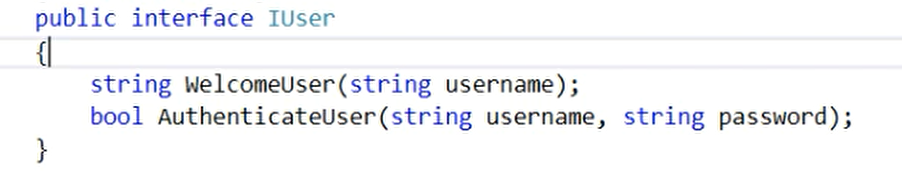 public interface IUser
{
    string WelcomeUser(string username);
    bool AuthenticateUser(string username, string password);
}